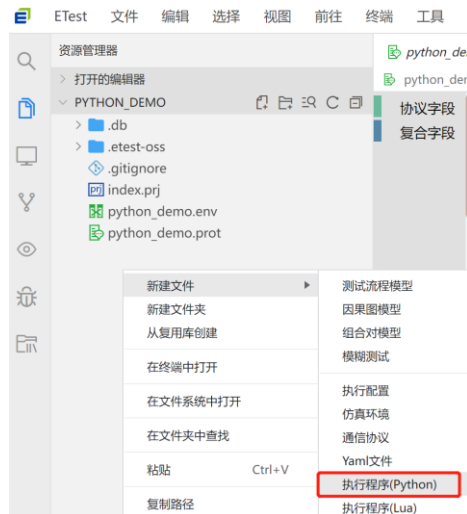 ETest 文件 编辑 选择 视图 前往 终端 工具
资源管理器
打开的编辑器
PYTHON_DEMO
.db
.etest-oss
.gitignore
prj index.prj
python_demo.env
python_demo.prot
python_de
python_der
协议字段
复合字段
新建文件
新建文件夹
从复用库创建
在终端中打开
在文件系统中打开
在文件夹中查找
粘贴 Ctrl+V
复制路径
测试流程模型
因果图模型
组合对模型
模糊测试
执行配置
仿真环境
通信协议
Yaml文件
执行程序(Python)
执行程序(Lua)